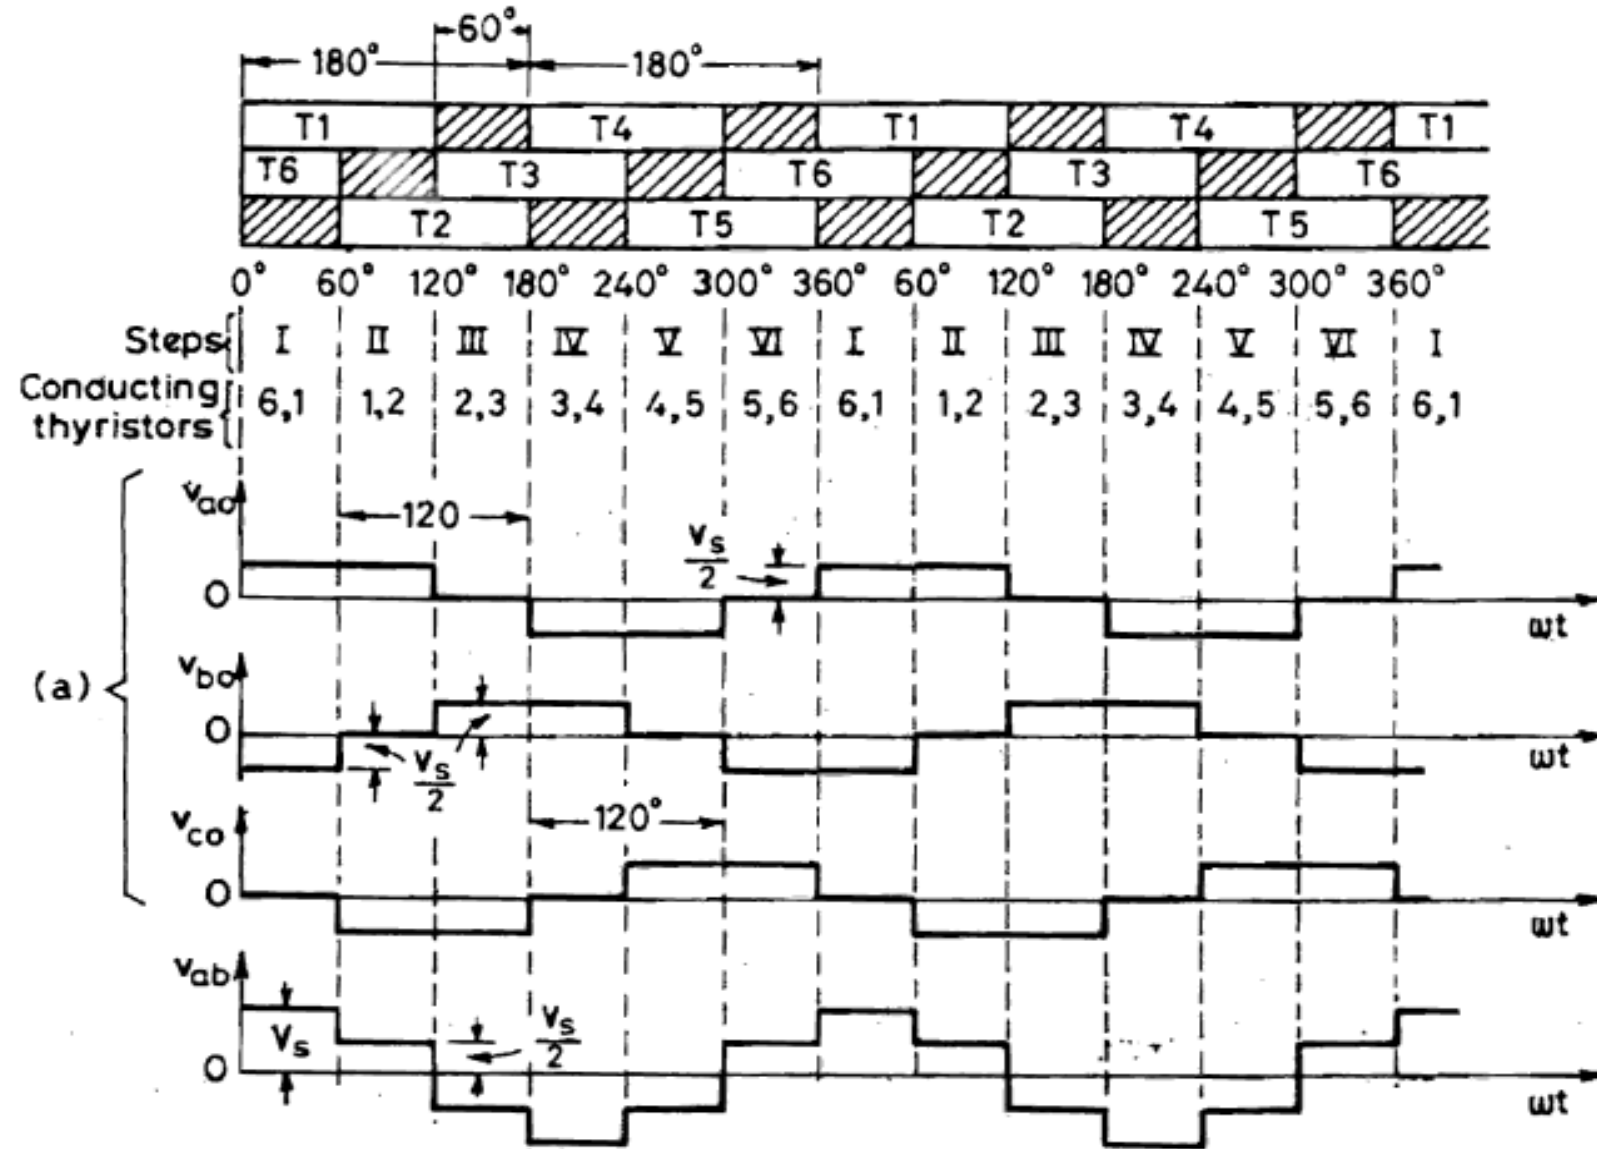 60°
180° 180°
T1 T4 T1 T4 T1
T6 T3 T6 T3 T6
T2 T5 T2 T5
0° 60° 120° 180° 240° 300° 360° 60° 120° 180° 240° 300° 360°
Steps I II III IV V VI I II III IV V VI I
Conducting thyristors 6,1 1,2 2,3 3,4 4,5 5,6 6,1 1,2 2,3 3,4 4,5 5,6 6,1
(a)
vao
120
Vs/2
0
ωt
vbo
0
Vs/2
ωt
vco
120°
0
ωt
vab
Vs
Vs/2
0
ωt